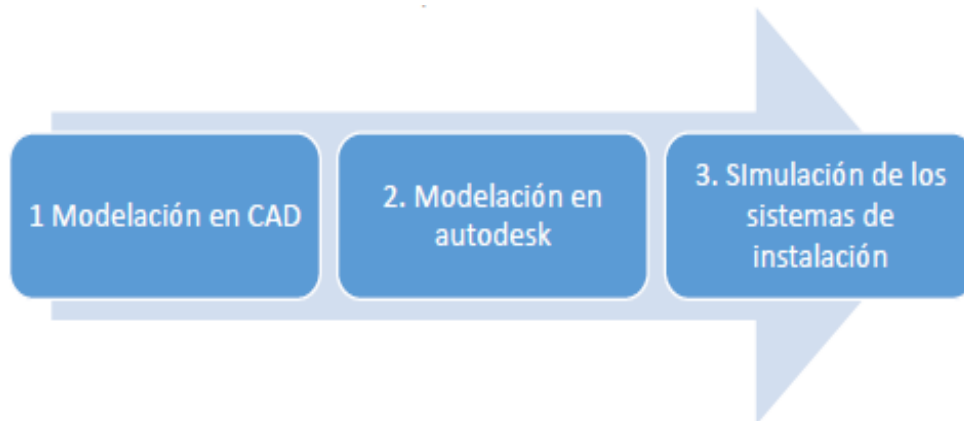 1 Modelación en CAD
2. Modelación en
autodesk
3. SImulación de los
sistemas de
instalación